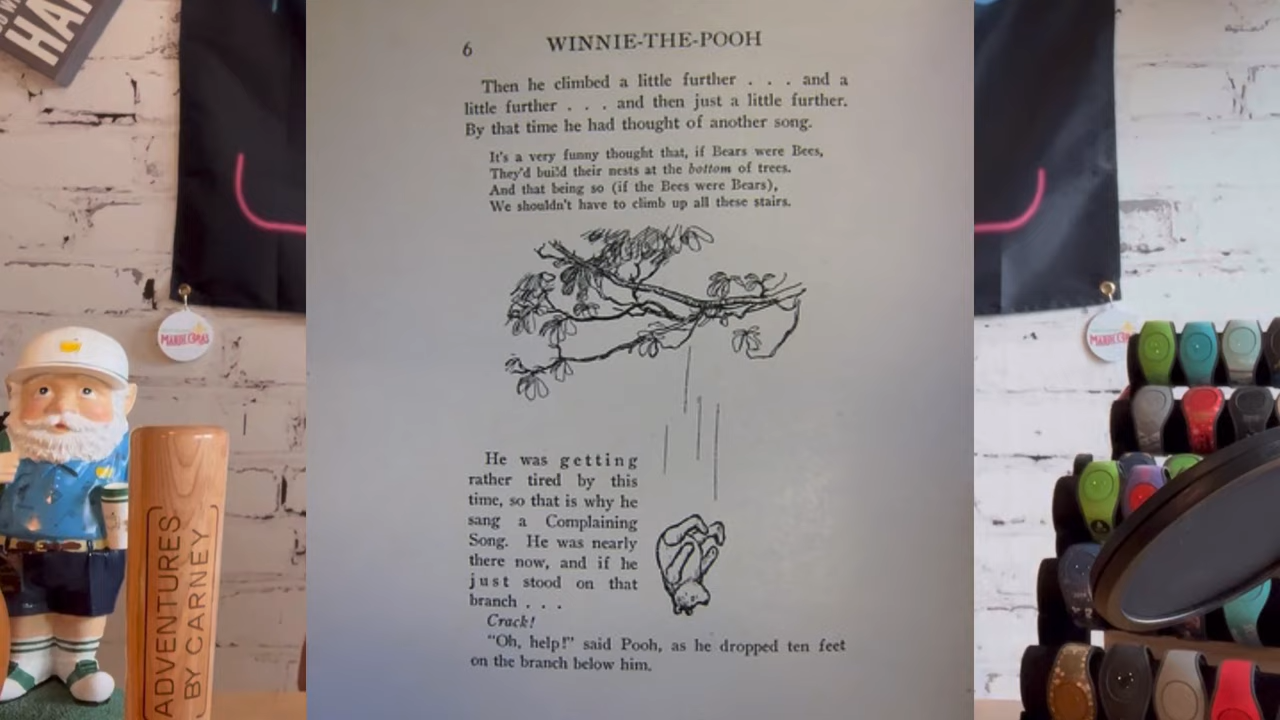 HAI
6 WINNIE-THE-POOH
Then he climbed a little further . . . and a
little further . . . and then just a little further.
By that time he had thought of another song.
It's a very funny thought that, if Bears were Bees,
They'd build their nests at the bottom of trees.
And that being so (if the Bees were Bears),
We shouldn't have to climb up all these stairs.
He was getting
rather tired by this
time, so that is why he
sang a Complaining
Song. He was nearly
there now, and if he
just stood on that
branch . . .
Crack!
"Oh, help!" said Pooh, as he dropped ten feet
on the branch below him.
ADVENTURES
BY CARNEY